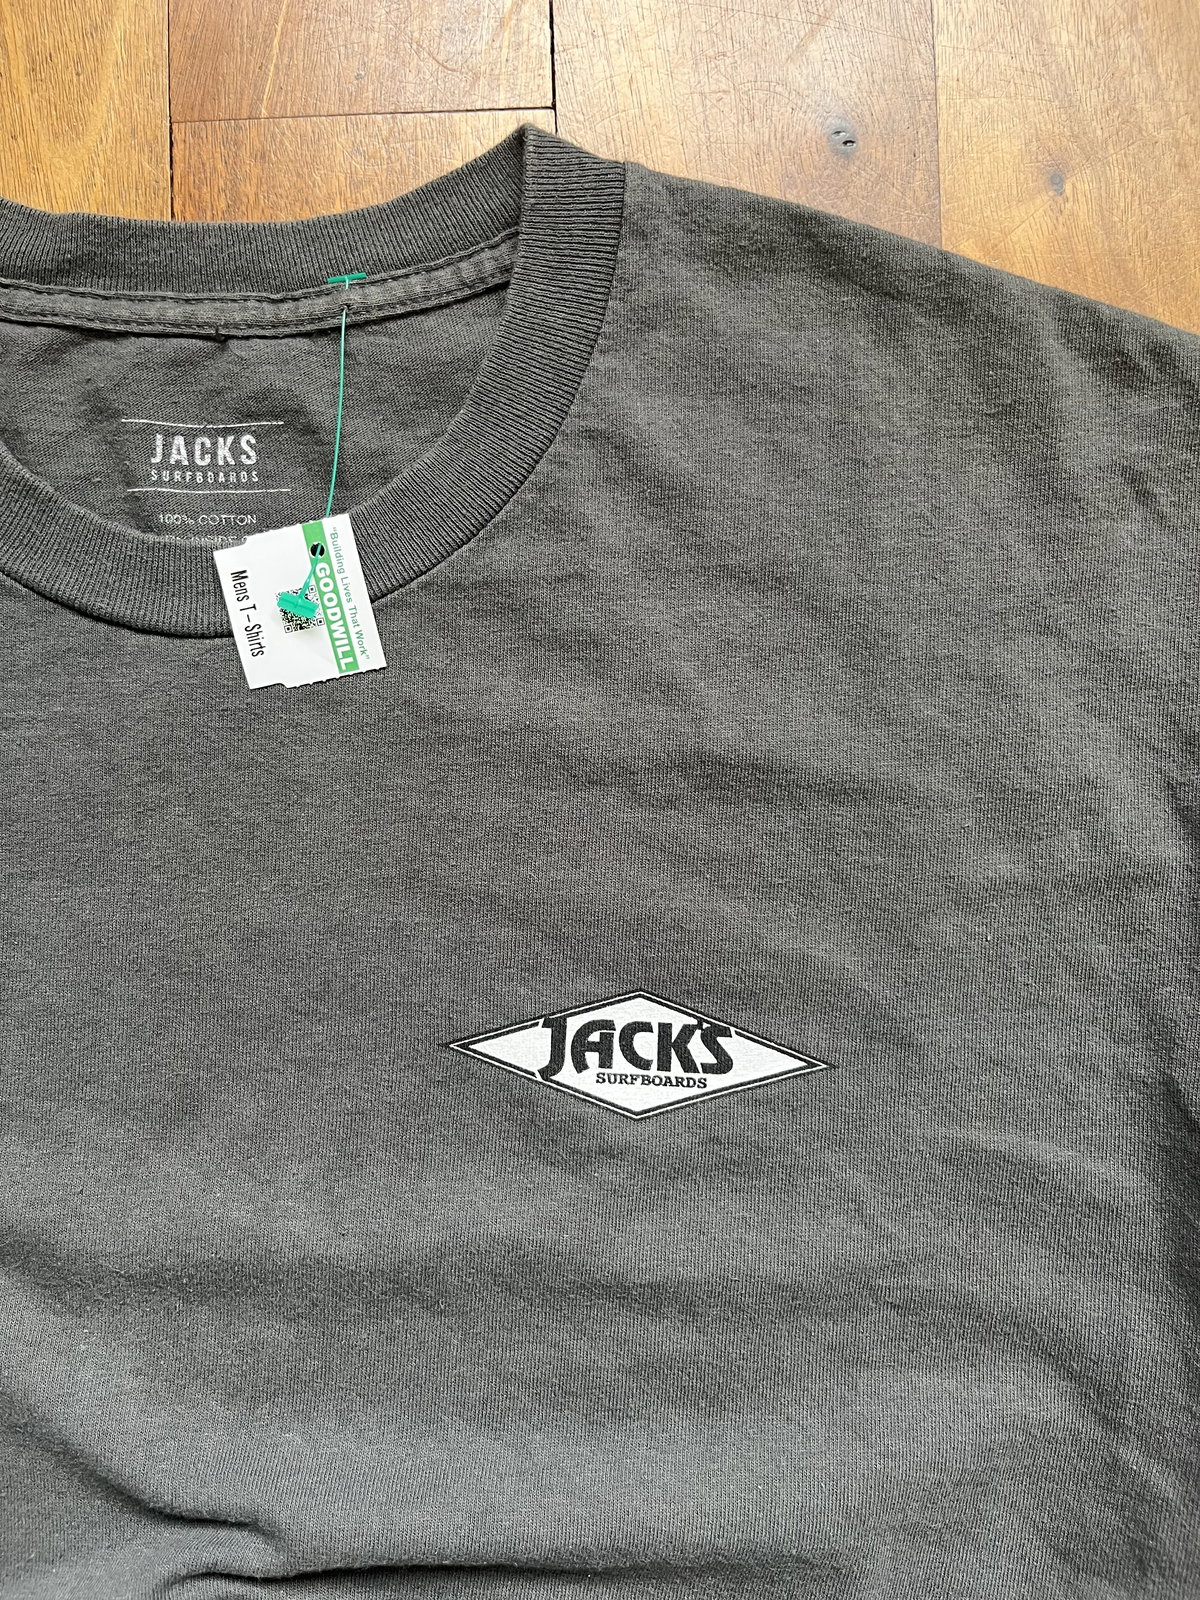 JACKS
SURFBOARDS
100% COTTON
"Building Lives That Work"
GOODWILL
Mens T-Shirts
JACK'S
SURFBOARDS